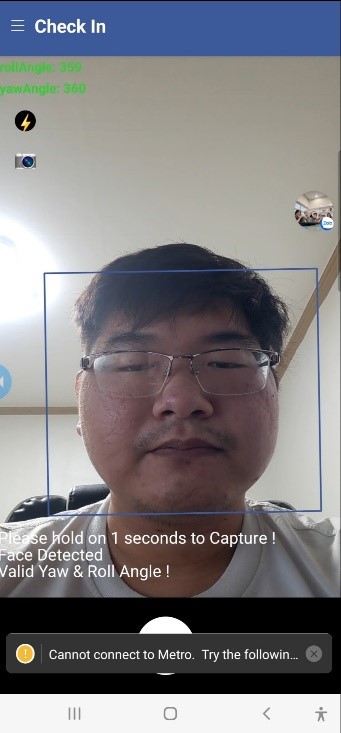 Check In
rollAngle: 359
yawAngle: 360
Zalo
Please hold on 1 seconds to Capture !
Face Detected
Valid Yaw & Roll Angle !
Cannot connect to Metro. Try the followin...